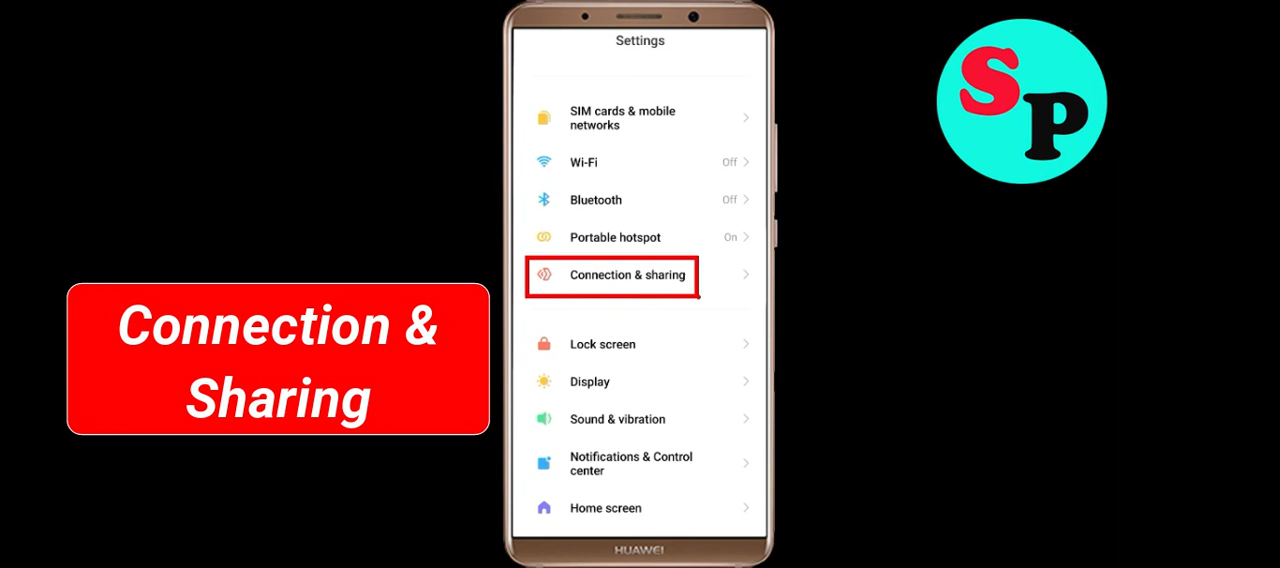 Settings
SIM cards & mobile
networks
Wi-Fi Off
Bluetooth Off
Portable hotspot On
Connection & sharing
Lock screen
Display
Sound & vibration
Notifications & Control
center
Home screen
HUAWEI
Connection &
Sharing
SP